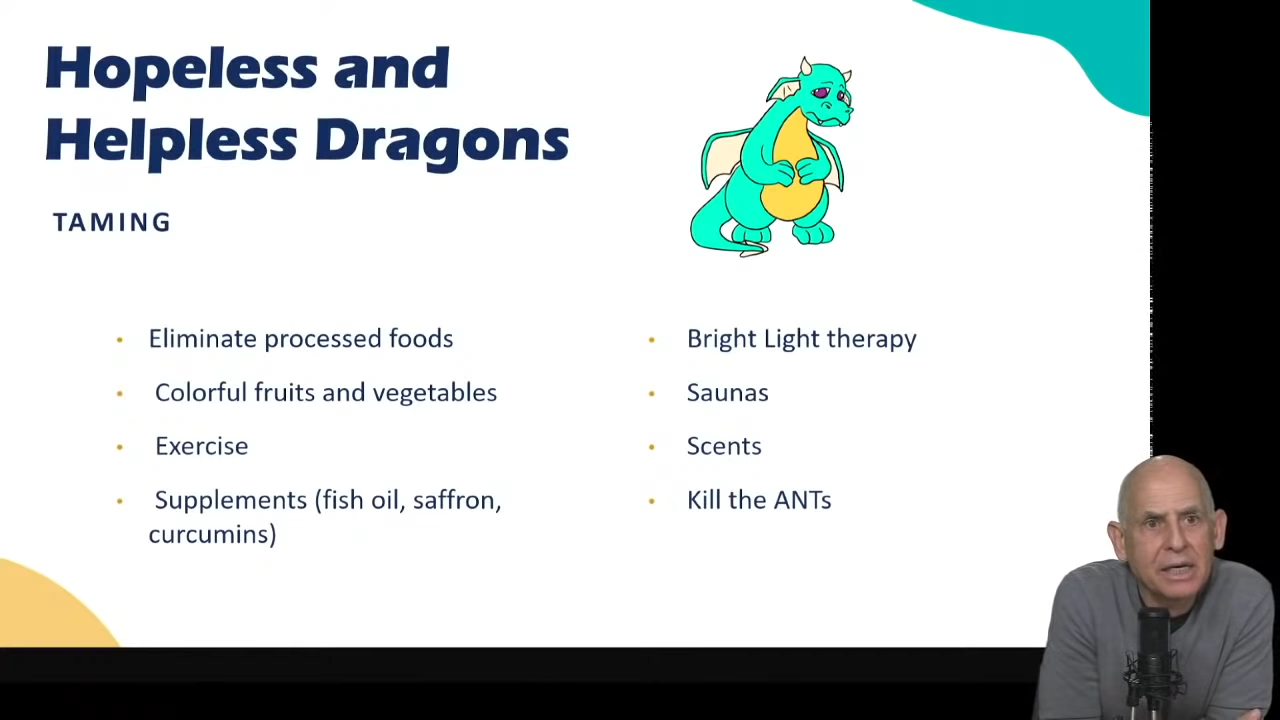 Hopeless and
Helpless Dragons
TAMING
• Eliminate processed foods
• Colorful fruits and vegetables
• Exercise
• Supplements (fish oil, saffron,
curcumins)
• Bright Light therapy
• Saunas
• Scents
• Kill the ANTs